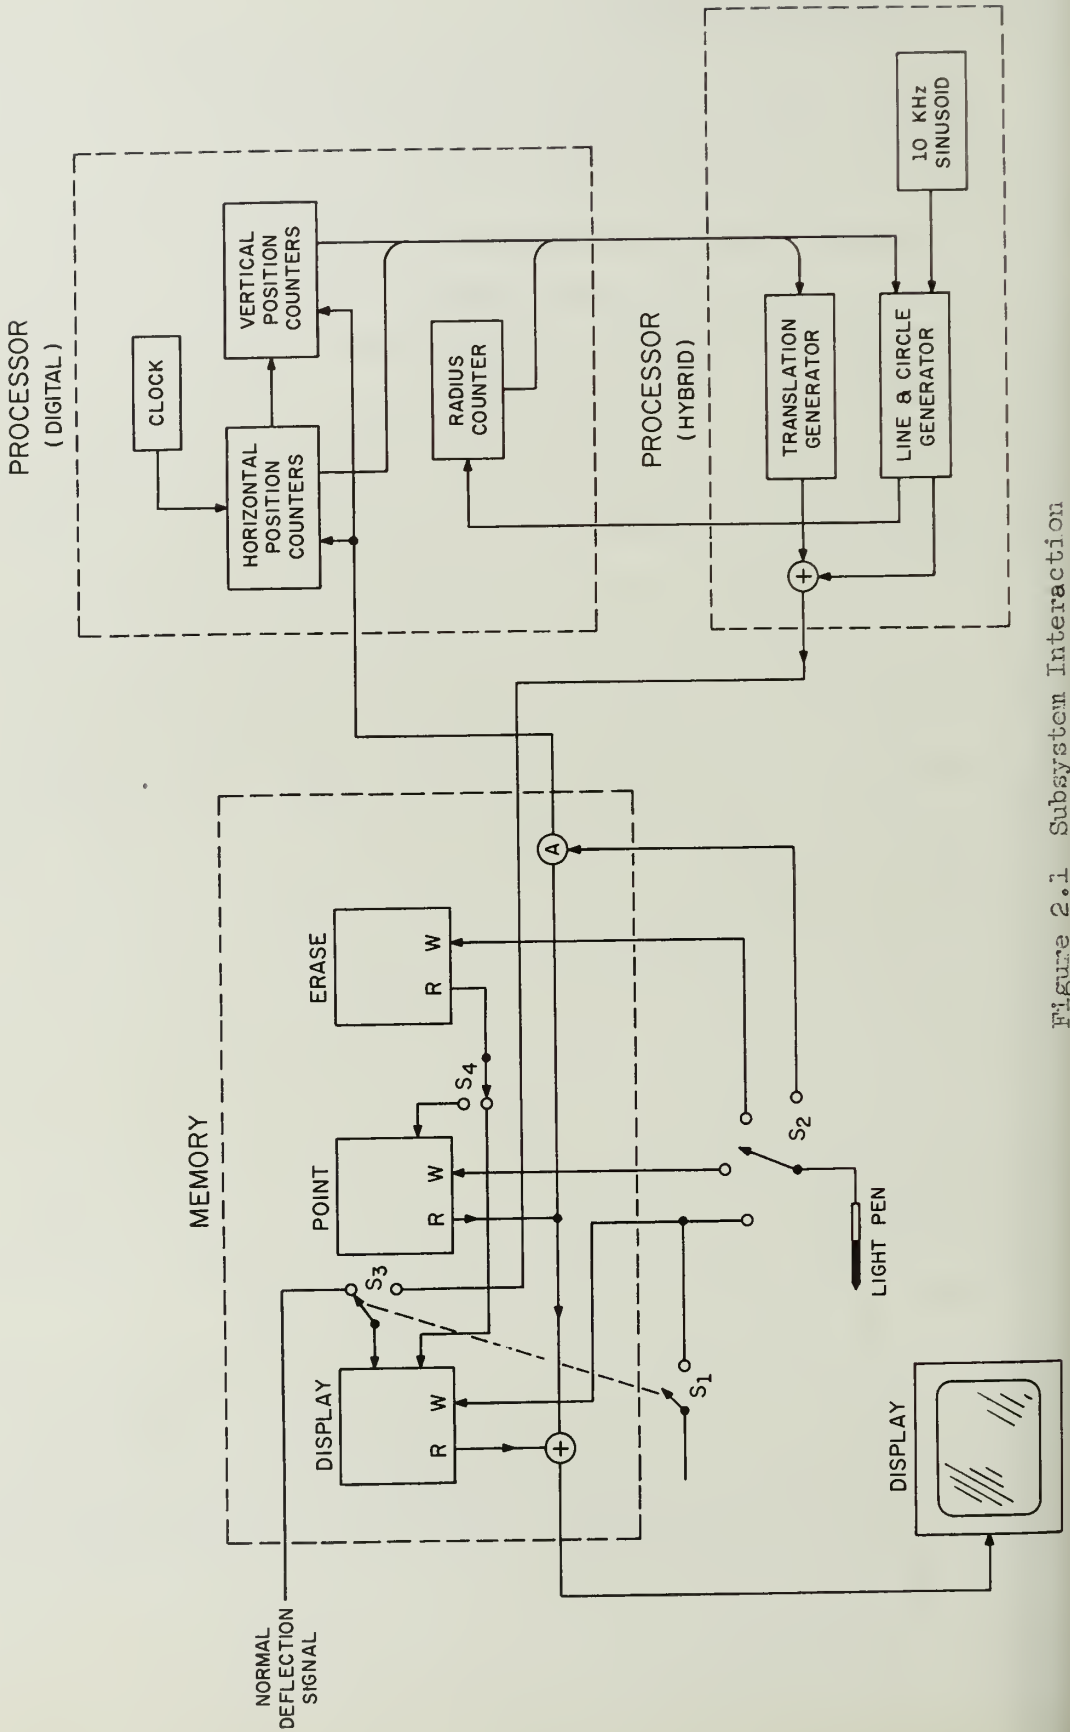 PROCESSOR
(DIGITAL)
CLOCK
HORIZONTAL
POSITION
COUNTERS
VERTICAL
POSITION
COUNTERS
RADIUS
COUNTER
PROCESSOR
(HYBRID)
TRANSLATION
GENERATOR
LINE & CIRCLE
GENERATOR
10 KHz
SINUSOID
+
MEMORY
ERASE
R W
POINT
R W
DISPLAY
R W
S4
S3
A
+
S1
S2
LIGHT PEN
DISPLAY
NORMAL
DEFLECTION
SIGNAL
Figure 2.1 Subsystem Interaction